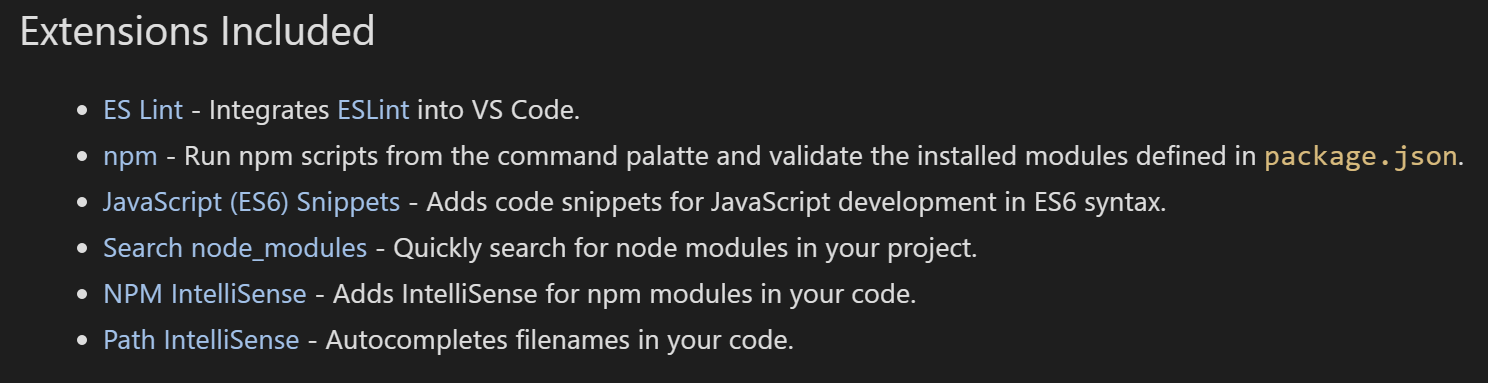 Extensions Included
• ES Lint - Integrates ESLint into VS Code.
• npm - Run npm scripts from the command palatte and validate the installed modules defined in package.json.
• JavaScript (ES6) Snippets - Adds code snippets for JavaScript development in ES6 syntax.
• Search node_modules - Quickly search for node modules in your project.
• NPM IntelliSense - Adds IntelliSense for npm modules in your code.
• Path IntelliSense - Autocompletes filenames in your code.